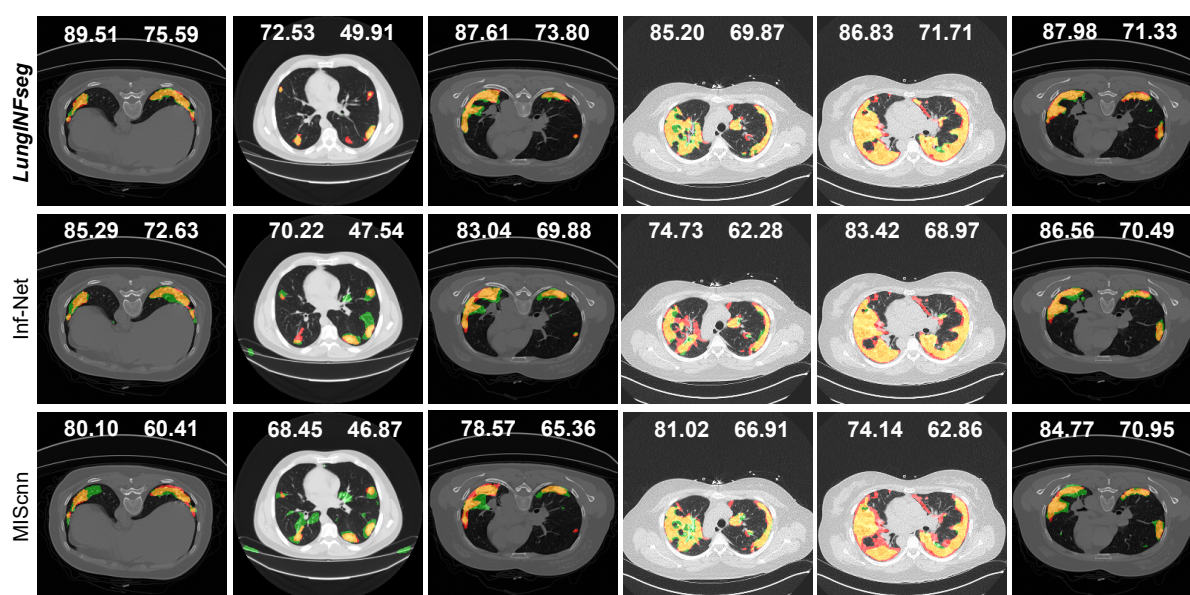 LungINFseg
89.51 75.59 72.53 49.91 87.61 73.80 85.20 69.87 86.83 71.71 87.98 71.33
Inf-Net
85.29 72.63 70.22 47.54 83.04 69.88 74.73 62.28 83.42 68.97 86.56 70.49
MIScnn
80.10 60.41 68.45 46.87 78.57 65.36 81.02 66.91 74.14 62.86 84.77 70.95